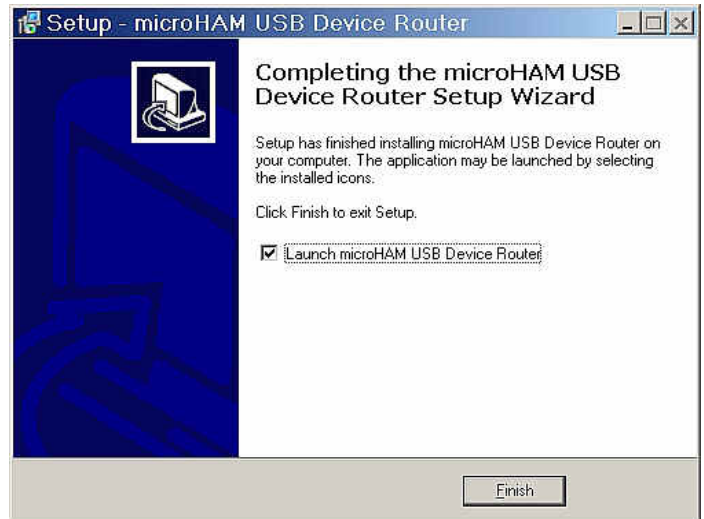 Setup - microHAM USB Device Router
Completing the microHAM USB
Device Router Setup Wizard
Setup has finished installing microHAM USB Device Router on
your computer. The application may be launched by selecting
the installed icons.
Click Finish to exit Setup.
Launch microHAM USB Device Router
Finish